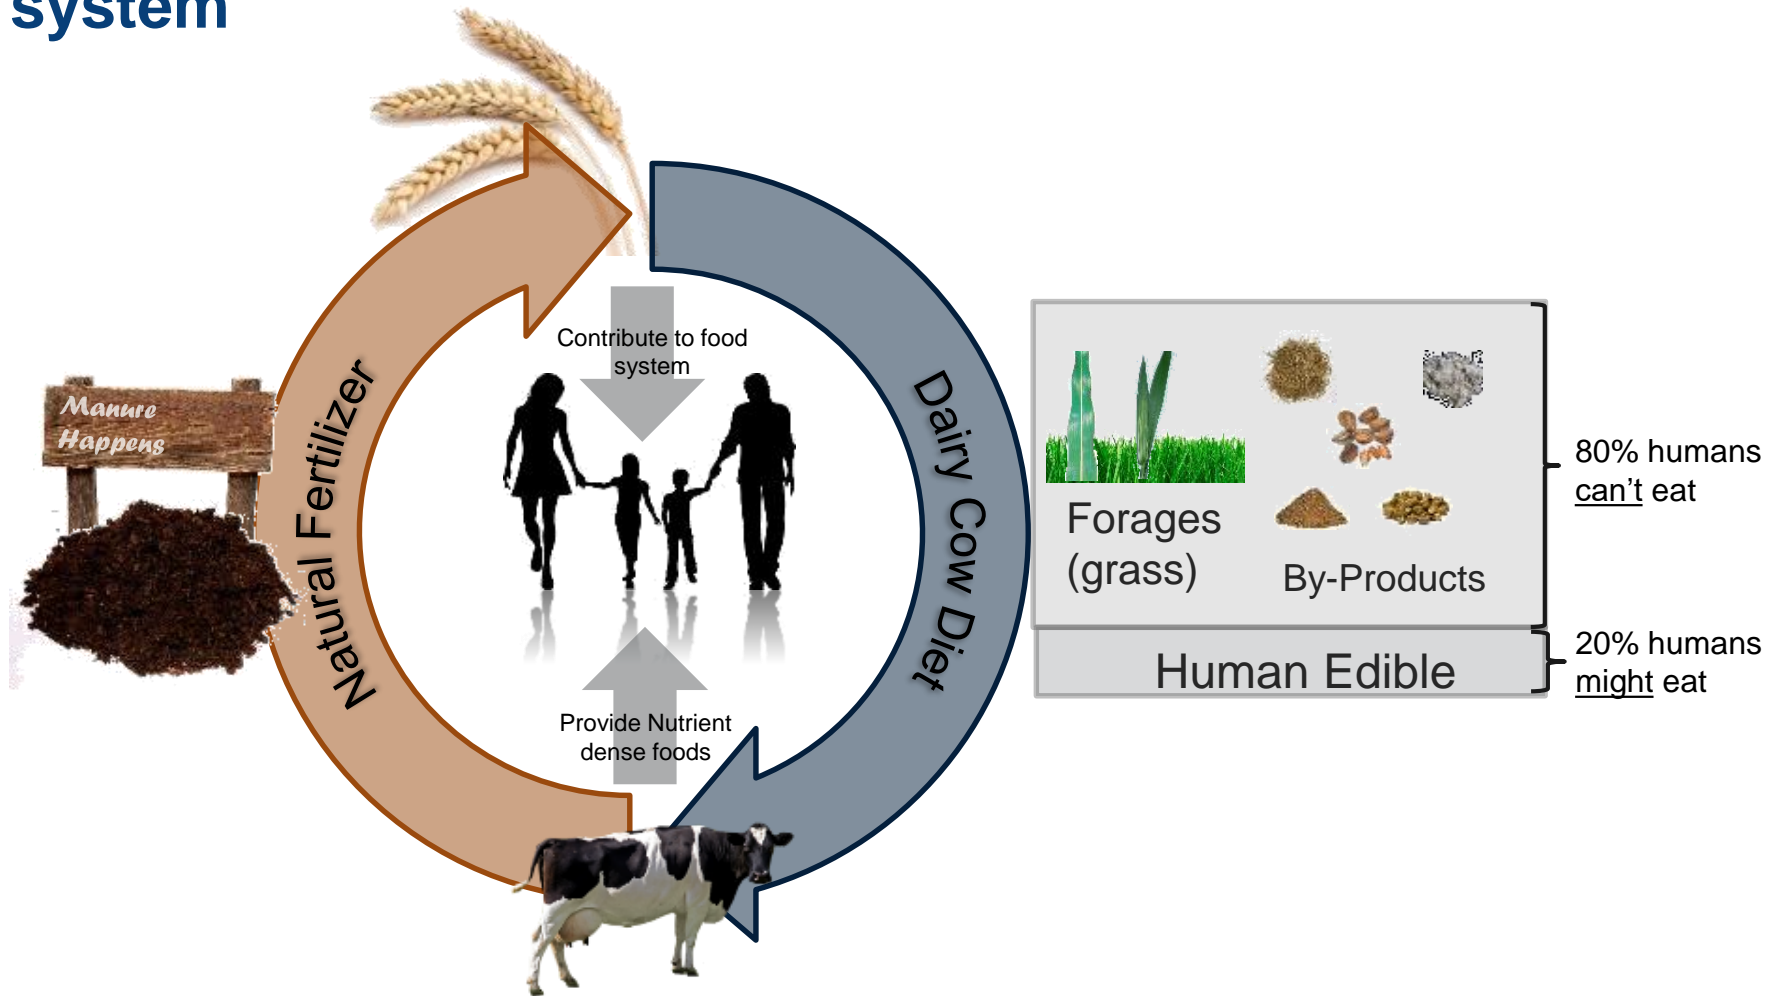 system
Contribute to food
system
Manure
Happens
Natural Fertilizer
Dairy Cow Diet
Forages
(grass)
By-Products
80% humans
can't eat
Human Edible
20% humans
might eat
Provide Nutrient
dense foods